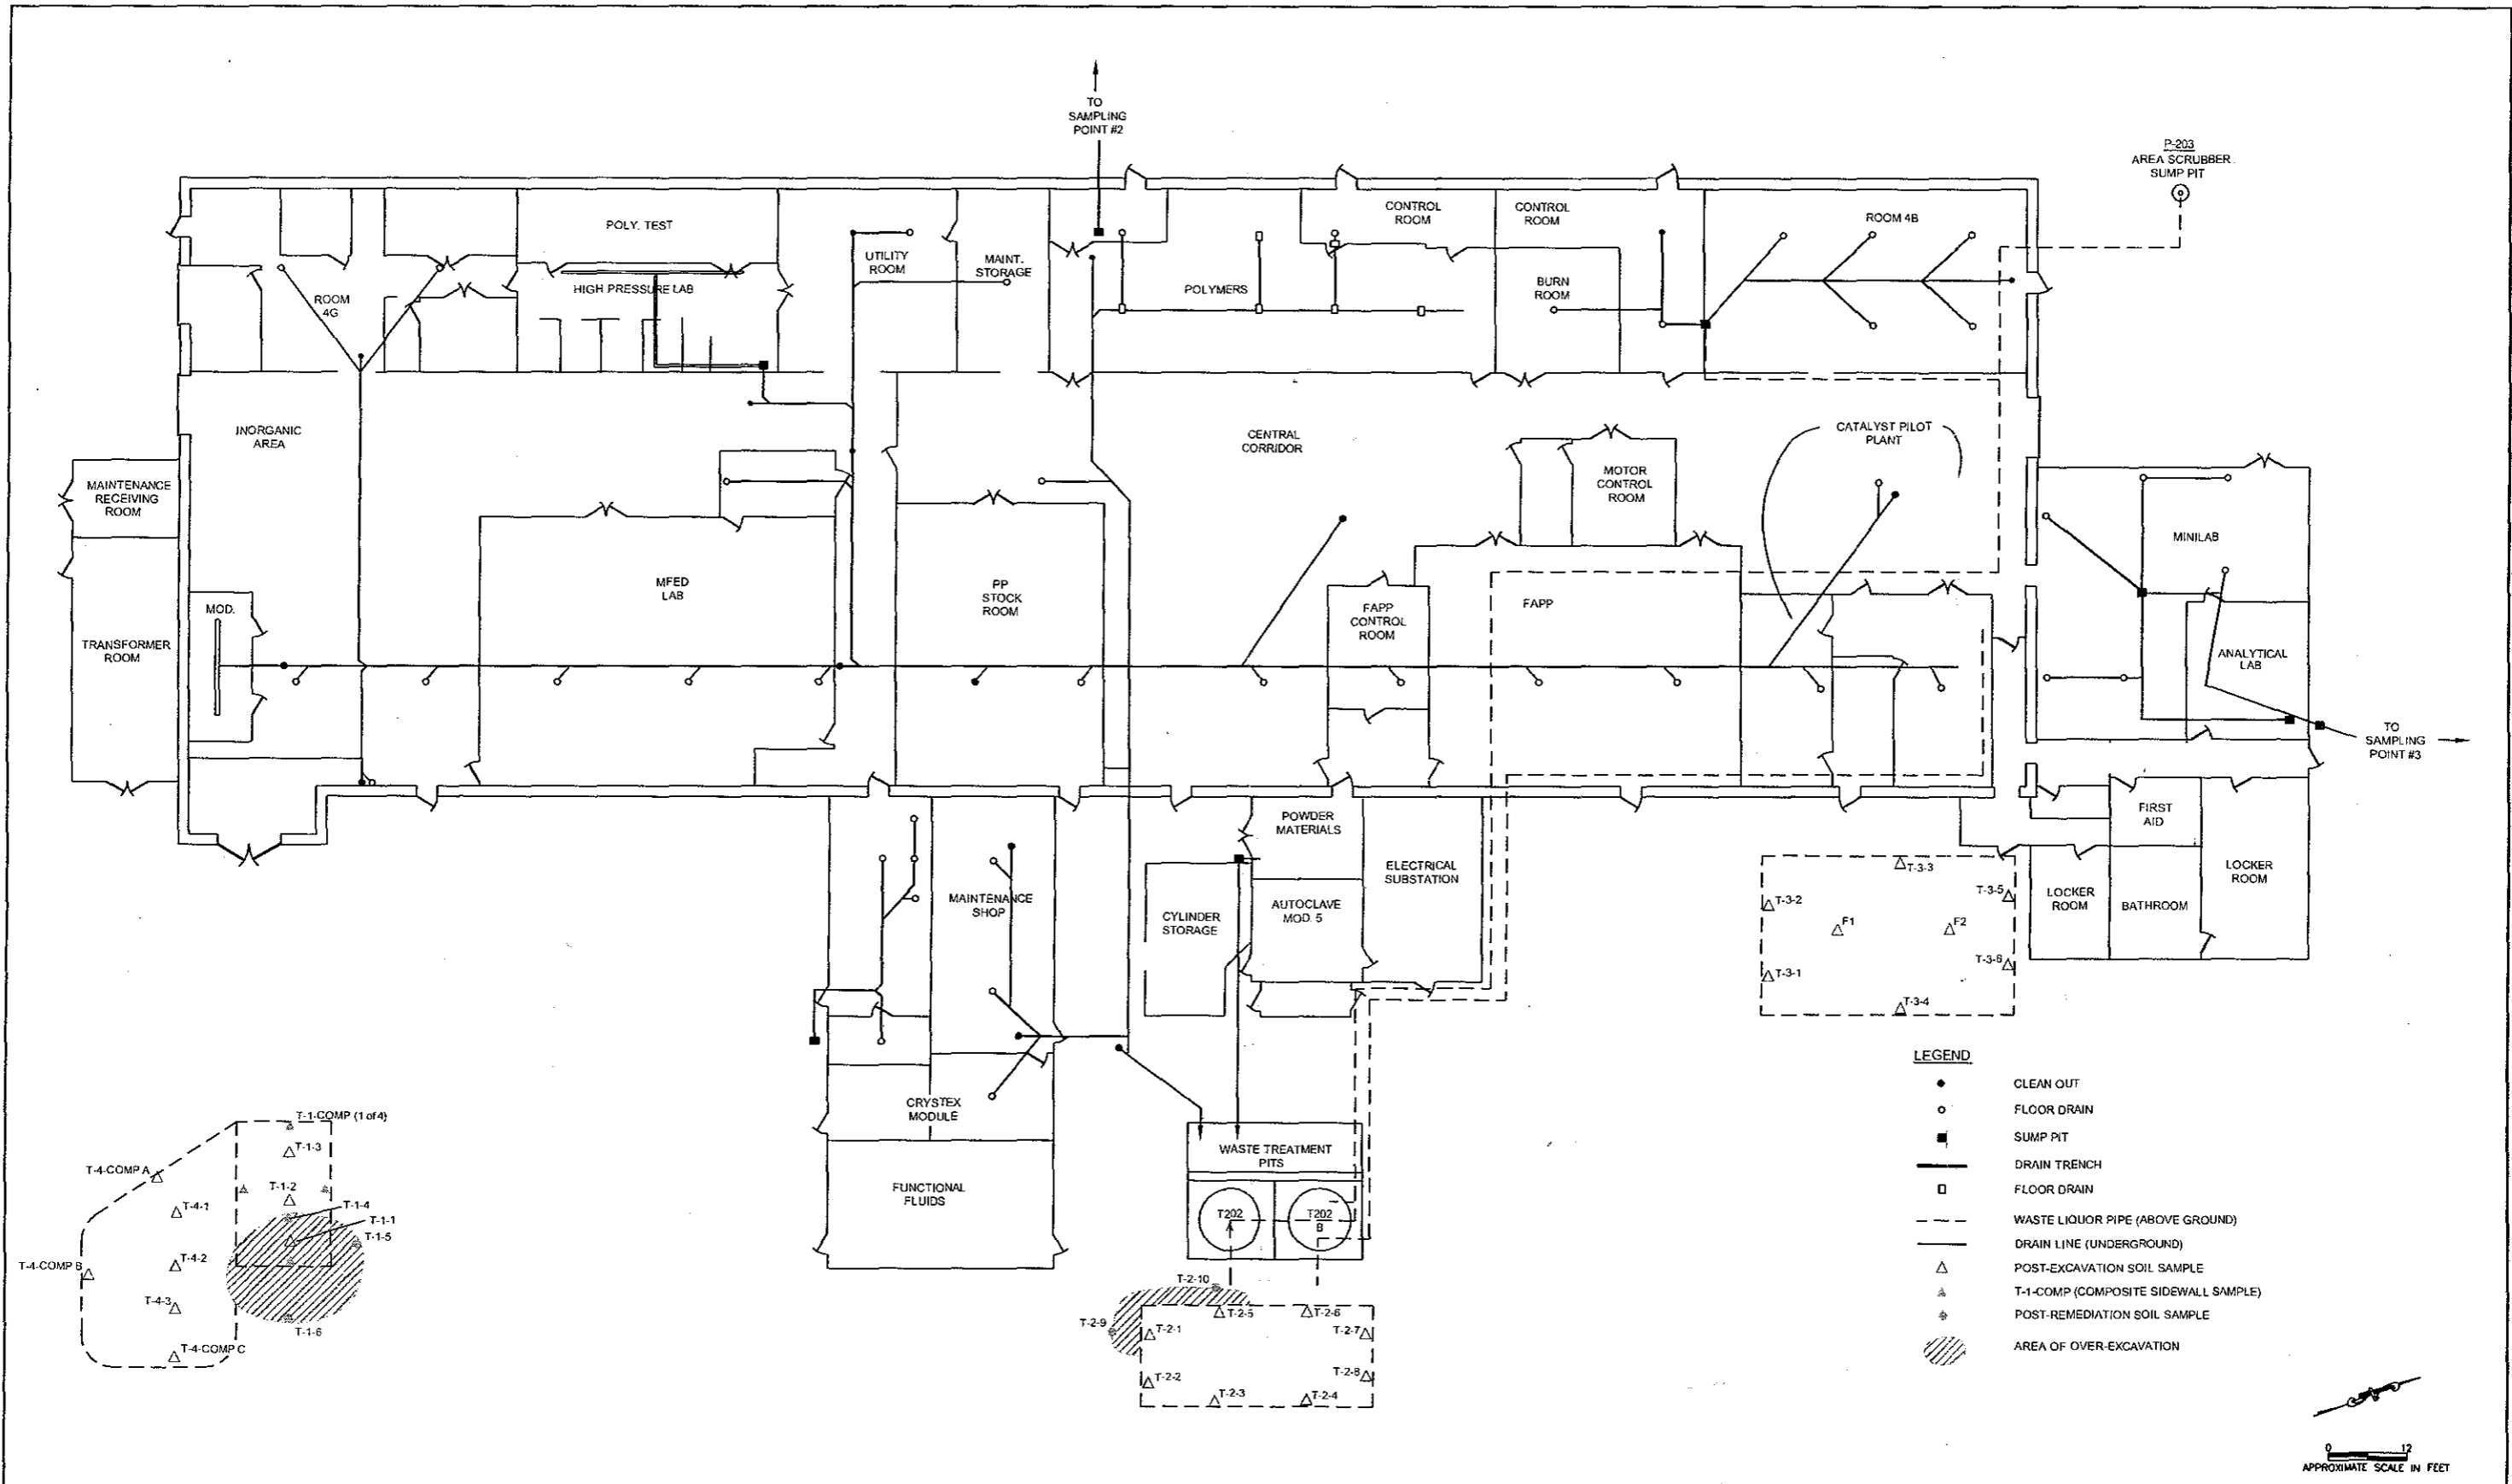 TO
SAMPLING
POINT #2
P-203
AREA SCRUBBER
SUMP PIT
POLY. TEST
CONTROL
ROOM
CONTROL
ROOM
ROOM 4B
UTILITY
ROOM
MAINT.
STORAGE
ROOM
4G
HIGH PRESSURE LAB
POLYMERS
BURN
ROOM
INORGANIC
AREA
CENTRAL
CORRIDOR
CATALYST PILOT
PLANT
MAINTENANCE
RECEIVING
ROOM
MOTOR
CONTROL
ROOM
MINILAB
MFED
LAB
PP
STOCK
ROOM
FAPP
CONTROL
ROOM
FAPP
MOD.
TRANSFORMER
ROOM
ANALYTICAL
LAB
TO
SAMPLING
POINT #3
POWDER
MATERIALS
FIRST
AID
ELECTRICAL
SUBSTATION
MAINTENANCE
SHOP
CYLINDER
STORAGE
AUTOCLAVE
MOD. 5
LOCKER
ROOM
LOCKER
ROOM
BATHROOM
T-3-3
T-3-5
T-3-2
F1
F2
T-3-6
T-3-1
T-3-4
CRYSTEX
MODULE
FUNCTIONAL
FLUIDS
WASTE TREATMENT
PITS
T202
T202
B
T-1-COMP (1 of 4)
T-1-3
T-4-COMP A
T-1-2
T-1-4
T-4-1
T-1-1
T-1-5
T-4-2
T-4-COMP B
T-4-3
T-1-6
T-4-COMP C
T-2-10
T-2-5
T-2-6
T-2-9
T-2-1
T-2-7
T-2-2
T-2-8
T-2-3
T-2-4
LEGEND
CLEAN OUT
FLOOR DRAIN
SUMP PIT
DRAIN TRENCH
FLOOR DRAIN
WASTE LIQUOR PIPE (ABOVE GROUND)
DRAIN LINE (UNDERGROUND)
POST-EXCAVATION SOIL SAMPLE
T-1-COMP (COMPOSITE SIDEWALL SAMPLE)
POST-REMEDIATION SOIL SAMPLE
AREA OF OVER-EXCAVATION
0 12
APPROXIMATE SCALE IN FEET